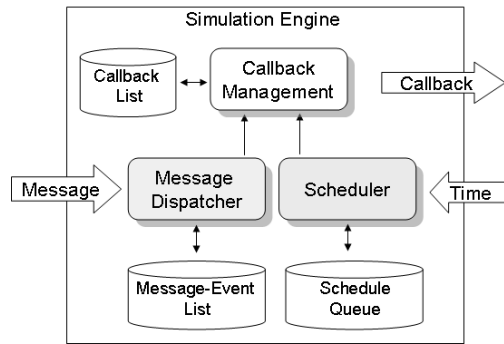 Simulation Engine
Callback
List
Callback
Management
Callback
Message
Message
Dispatcher
Scheduler
Time
Message-Event
List
Schedule
Queue